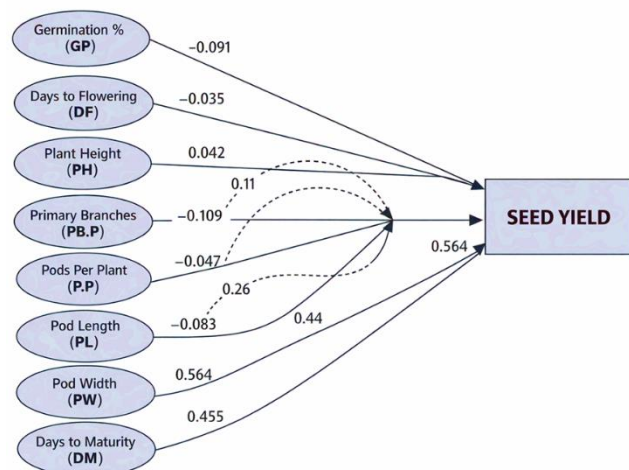 Germination %
(GP)
−0.091
Days to Flowering
(DF)
−0.035
Plant Height
(PH)
0.042
0.11
Primary Branches
(PB.P)
−0.109
SEED YIELD
0.564
Pods Per Plant
(P.P)
−0.047
0.26
Pod Length
(PL)
−0.083
0.44
Pod Width
(PW)
0.564
Days to Maturity
(DM)
0.455